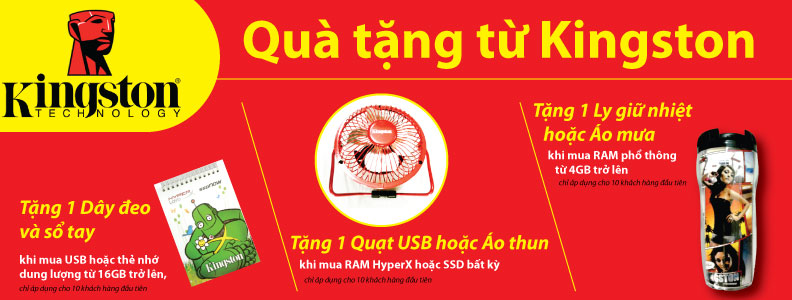 Kingston®
TECHNOLOGY
Quà tặng từ Kingston
Tặng 1 Dây đeo
và sổ tay
khi mua USB hoặc thẻ nhớ
dung lượng từ 16GB trở lên,
chỉ áp dụng cho 10 khách hàng đầu tiên
Kingston
Tặng 1 Quạt USB hoặc Áo thun
khi mua RAM HyperX hoặc SSD bất kỳ
chỉ áp dụng cho 10 khách hàng đầu tiên
Tặng 1 Ly giữ nhiệt
hoặc Áo mưa
khi mua RAM phổ thông
từ 4GB trở lên
chỉ áp dụng cho 10 khách hàng đầu tiên